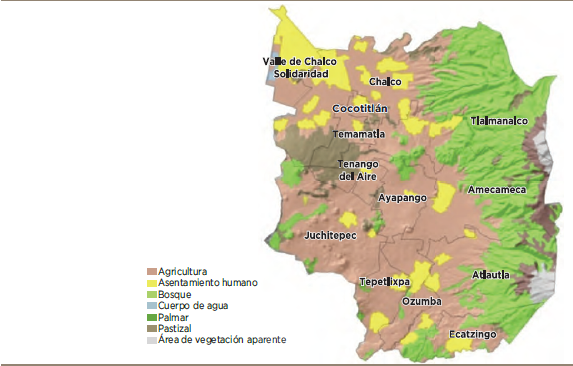 Valle de Chalco
Solidaridad
Chalco
Cocotitlán
Tlalmanalco
Temamatla
Tenango
del Aire
Amecameca
Ayapango
Juchitepec
Atlautla
Tepetlixpa
Ozumba
Ecatzingo
Agricultura
Asentamiento humano
Bosque
Cuerpo de agua
Palmar
Pastizal
Área de vegetación aparente